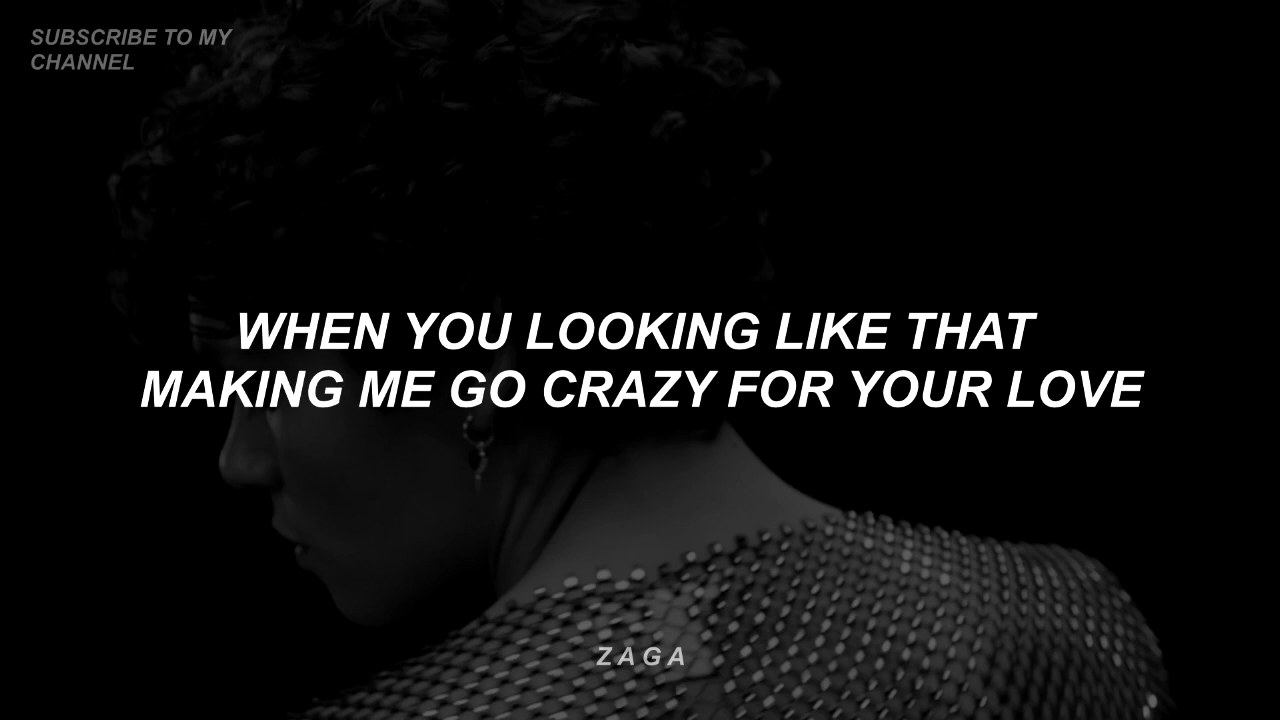 SUBSCRIBE TO MY
CHANNEL
WHEN YOU LOOKING LIKE THAT
MAKING ME GO CRAZY FOR YOUR LOVE
ZAGA